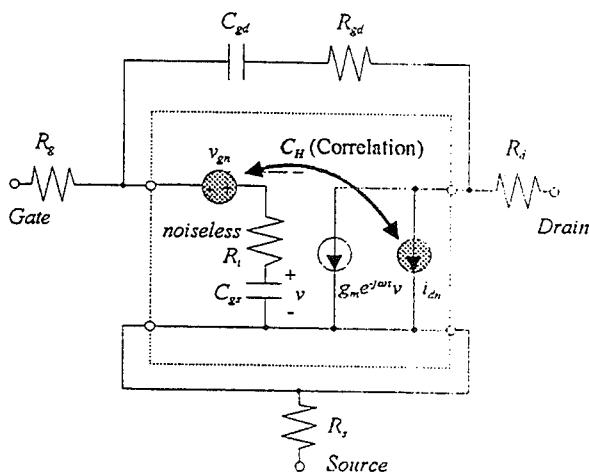 C_gd R_gd
R_g
v_gn
C_H (Correlation)
R_d
Gate
Drain
noiseless
R_i
+
C_gs v
-
g_m e^-jωτ v
i_dn
R_s
Source